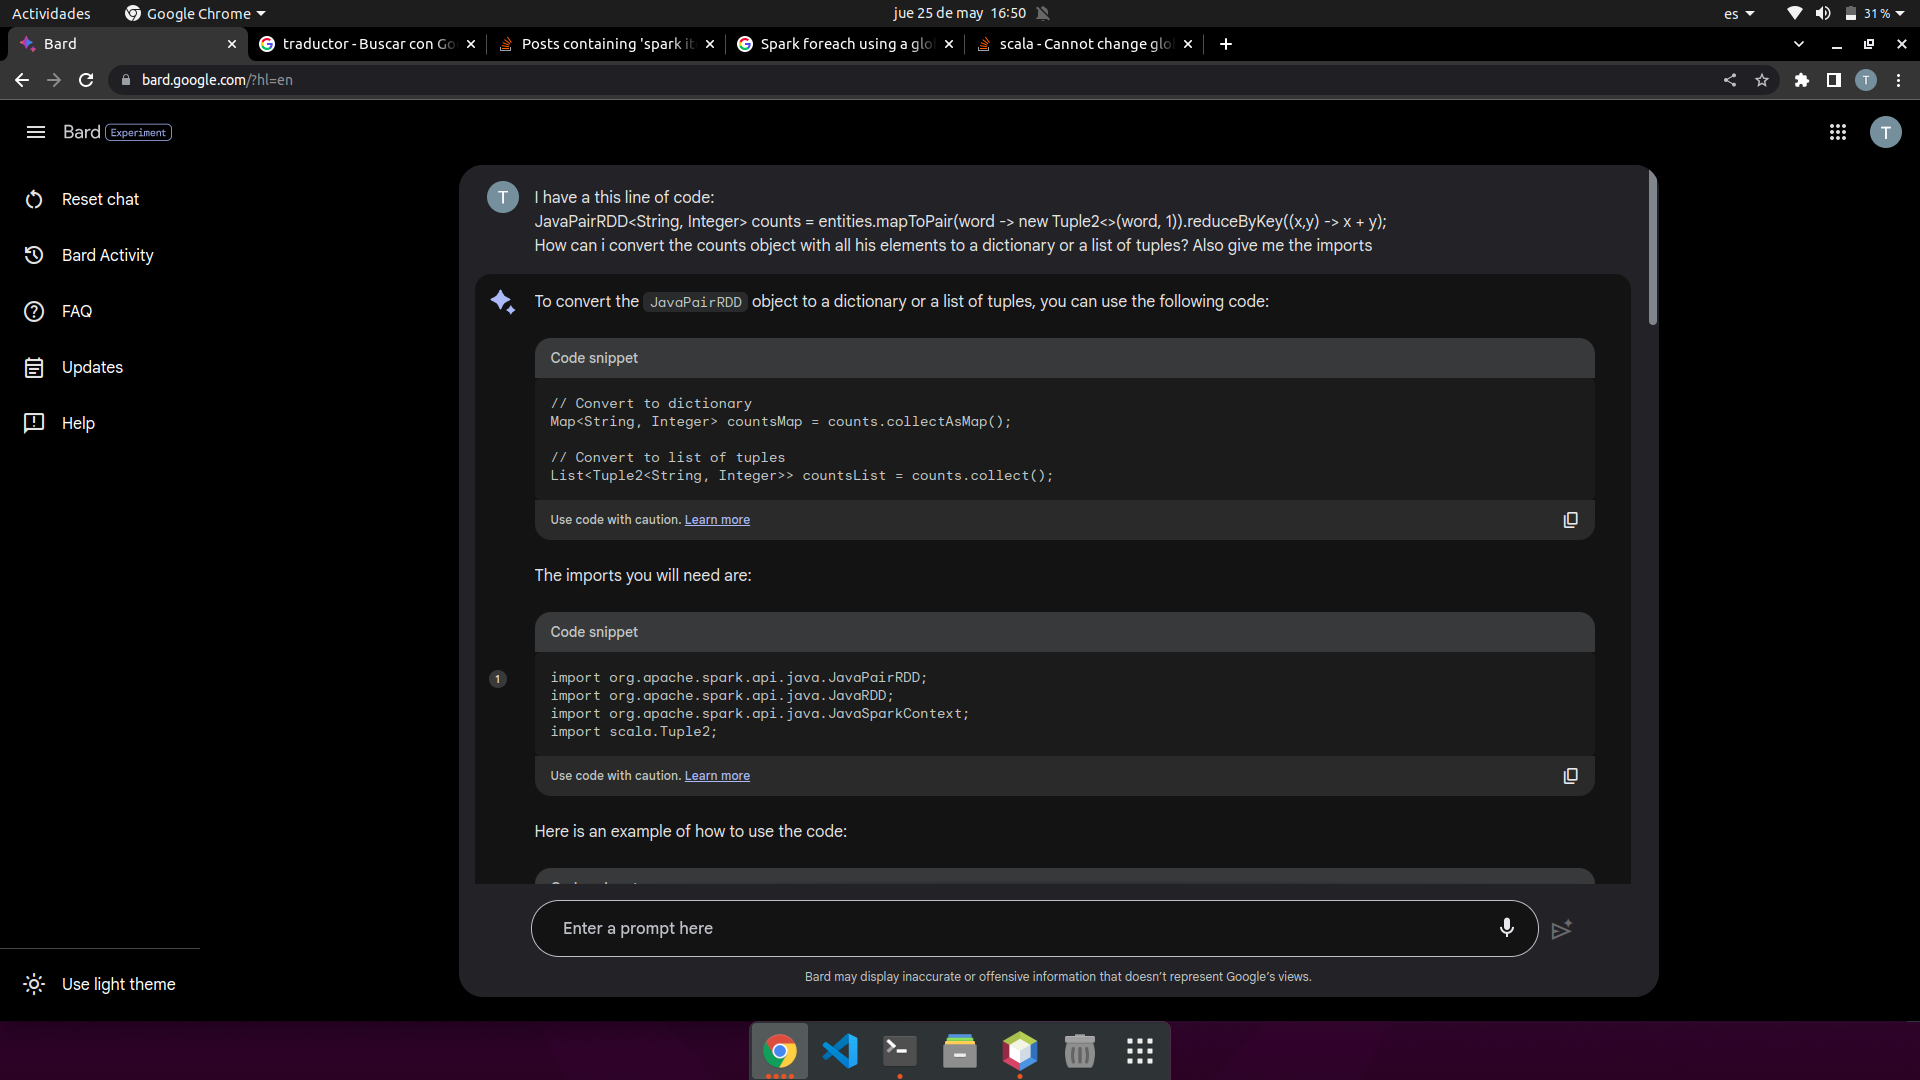 Actividades
Google Chrome
jue 25 de may 16:50
es
31 %
Bard
traductor - Buscar con Go
Posts containing 'spark it
Spark foreach using a glo
scala - Cannot change glo
bard.google.com/?hl=en
T
Bard Experiment
T
Reset chat
Bard Activity
FAQ
Updates
Help
Use light theme
T
I have a this line of code:
JavaPairRDD<String, Integer> counts = entities.mapToPair(word -> new Tuple2<>(word, 1)).reduceByKey((x,y) -> x + y);
How can i convert the counts object with all his elements to a dictionary or a list of tuples? Also give me the imports
To convert the JavaPairRDD object to a dictionary or a list of tuples, you can use the following code:
Code snippet
// Convert to dictionary
Map<String, Integer> countsMap = counts.collectAsMap();
// Convert to list of tuples
List<Tuple2<String, Integer>> countsList = counts.collect();
Use code with caution. Learn more
The imports you will need are:
Code snippet
1
import org.apache.spark.api.java.JavaPairRDD;
import org.apache.spark.api.java.JavaRDD;
import org.apache.spark.api.java.JavaSparkContext;
import scala.Tuple2;
Use code with caution. Learn more
Here is an example of how to use the code:
Enter a prompt here
Bard may display inaccurate or offensive information that doesn't represent Google's views.